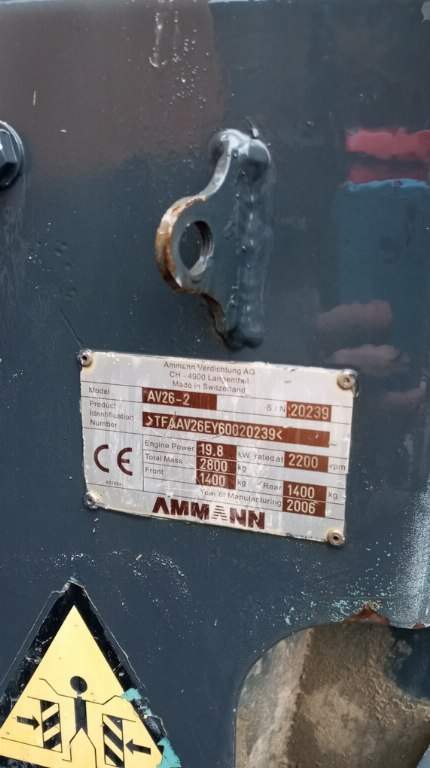 Ammann Verdichtung AG
CH - 4900 Langenthal
Made in Switzerland
Model AV26-2 S / N 20239
Product
Identification >TFAAV26EY60020239<
Number
Engine Power 19.8 kW rated at 2200 rpm
Total Mass 2800 kg
Front 1400 kg / Rear 1400 kg
Year of Manufacturing 2006
CE
AMMANN